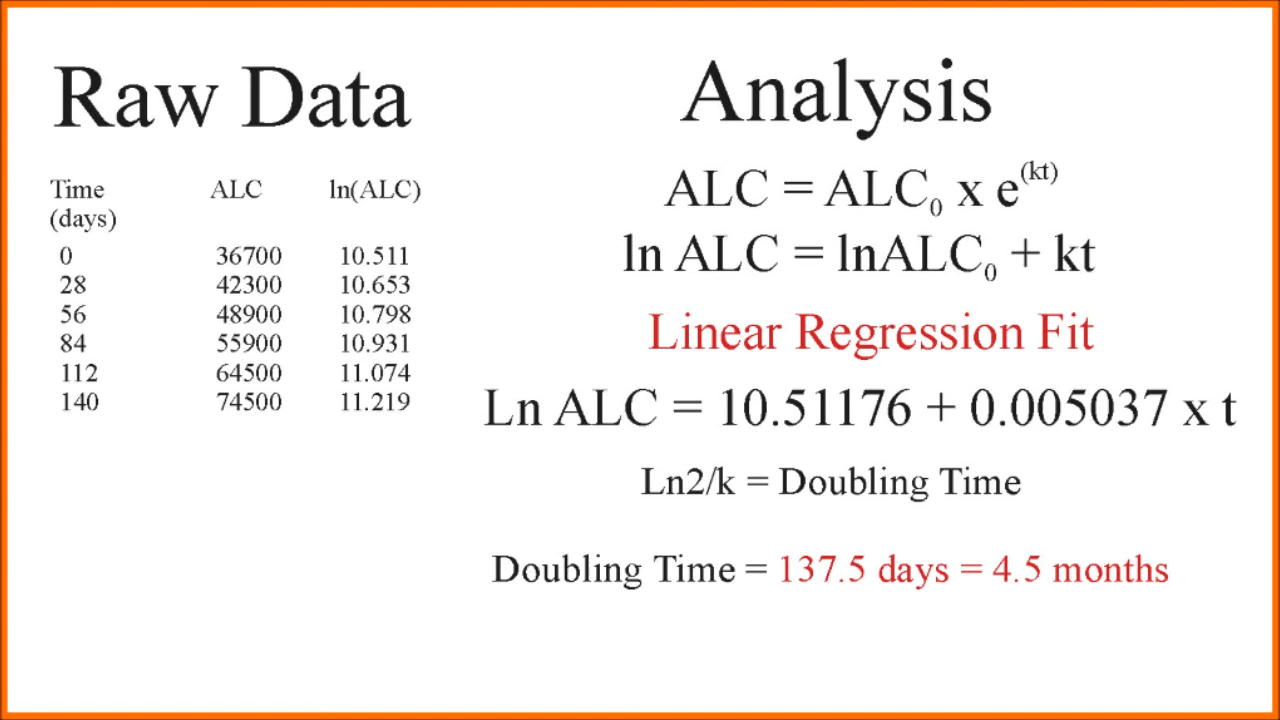 Raw Data
Time (days) ALC ln(ALC)
0 36700 10.511
28 42300 10.653
56 48900 10.798
84 55900 10.931
112 64500 11.074
140 74500 11.219
Analysis
ALC = ALC₀ x e^(kt)
ln ALC = lnALC₀ + kt
Linear Regression Fit
Ln ALC = 10.51176 + 0.005037 x t
Ln2/k = Doubling Time
Doubling Time = 137.5 days = 4.5 months